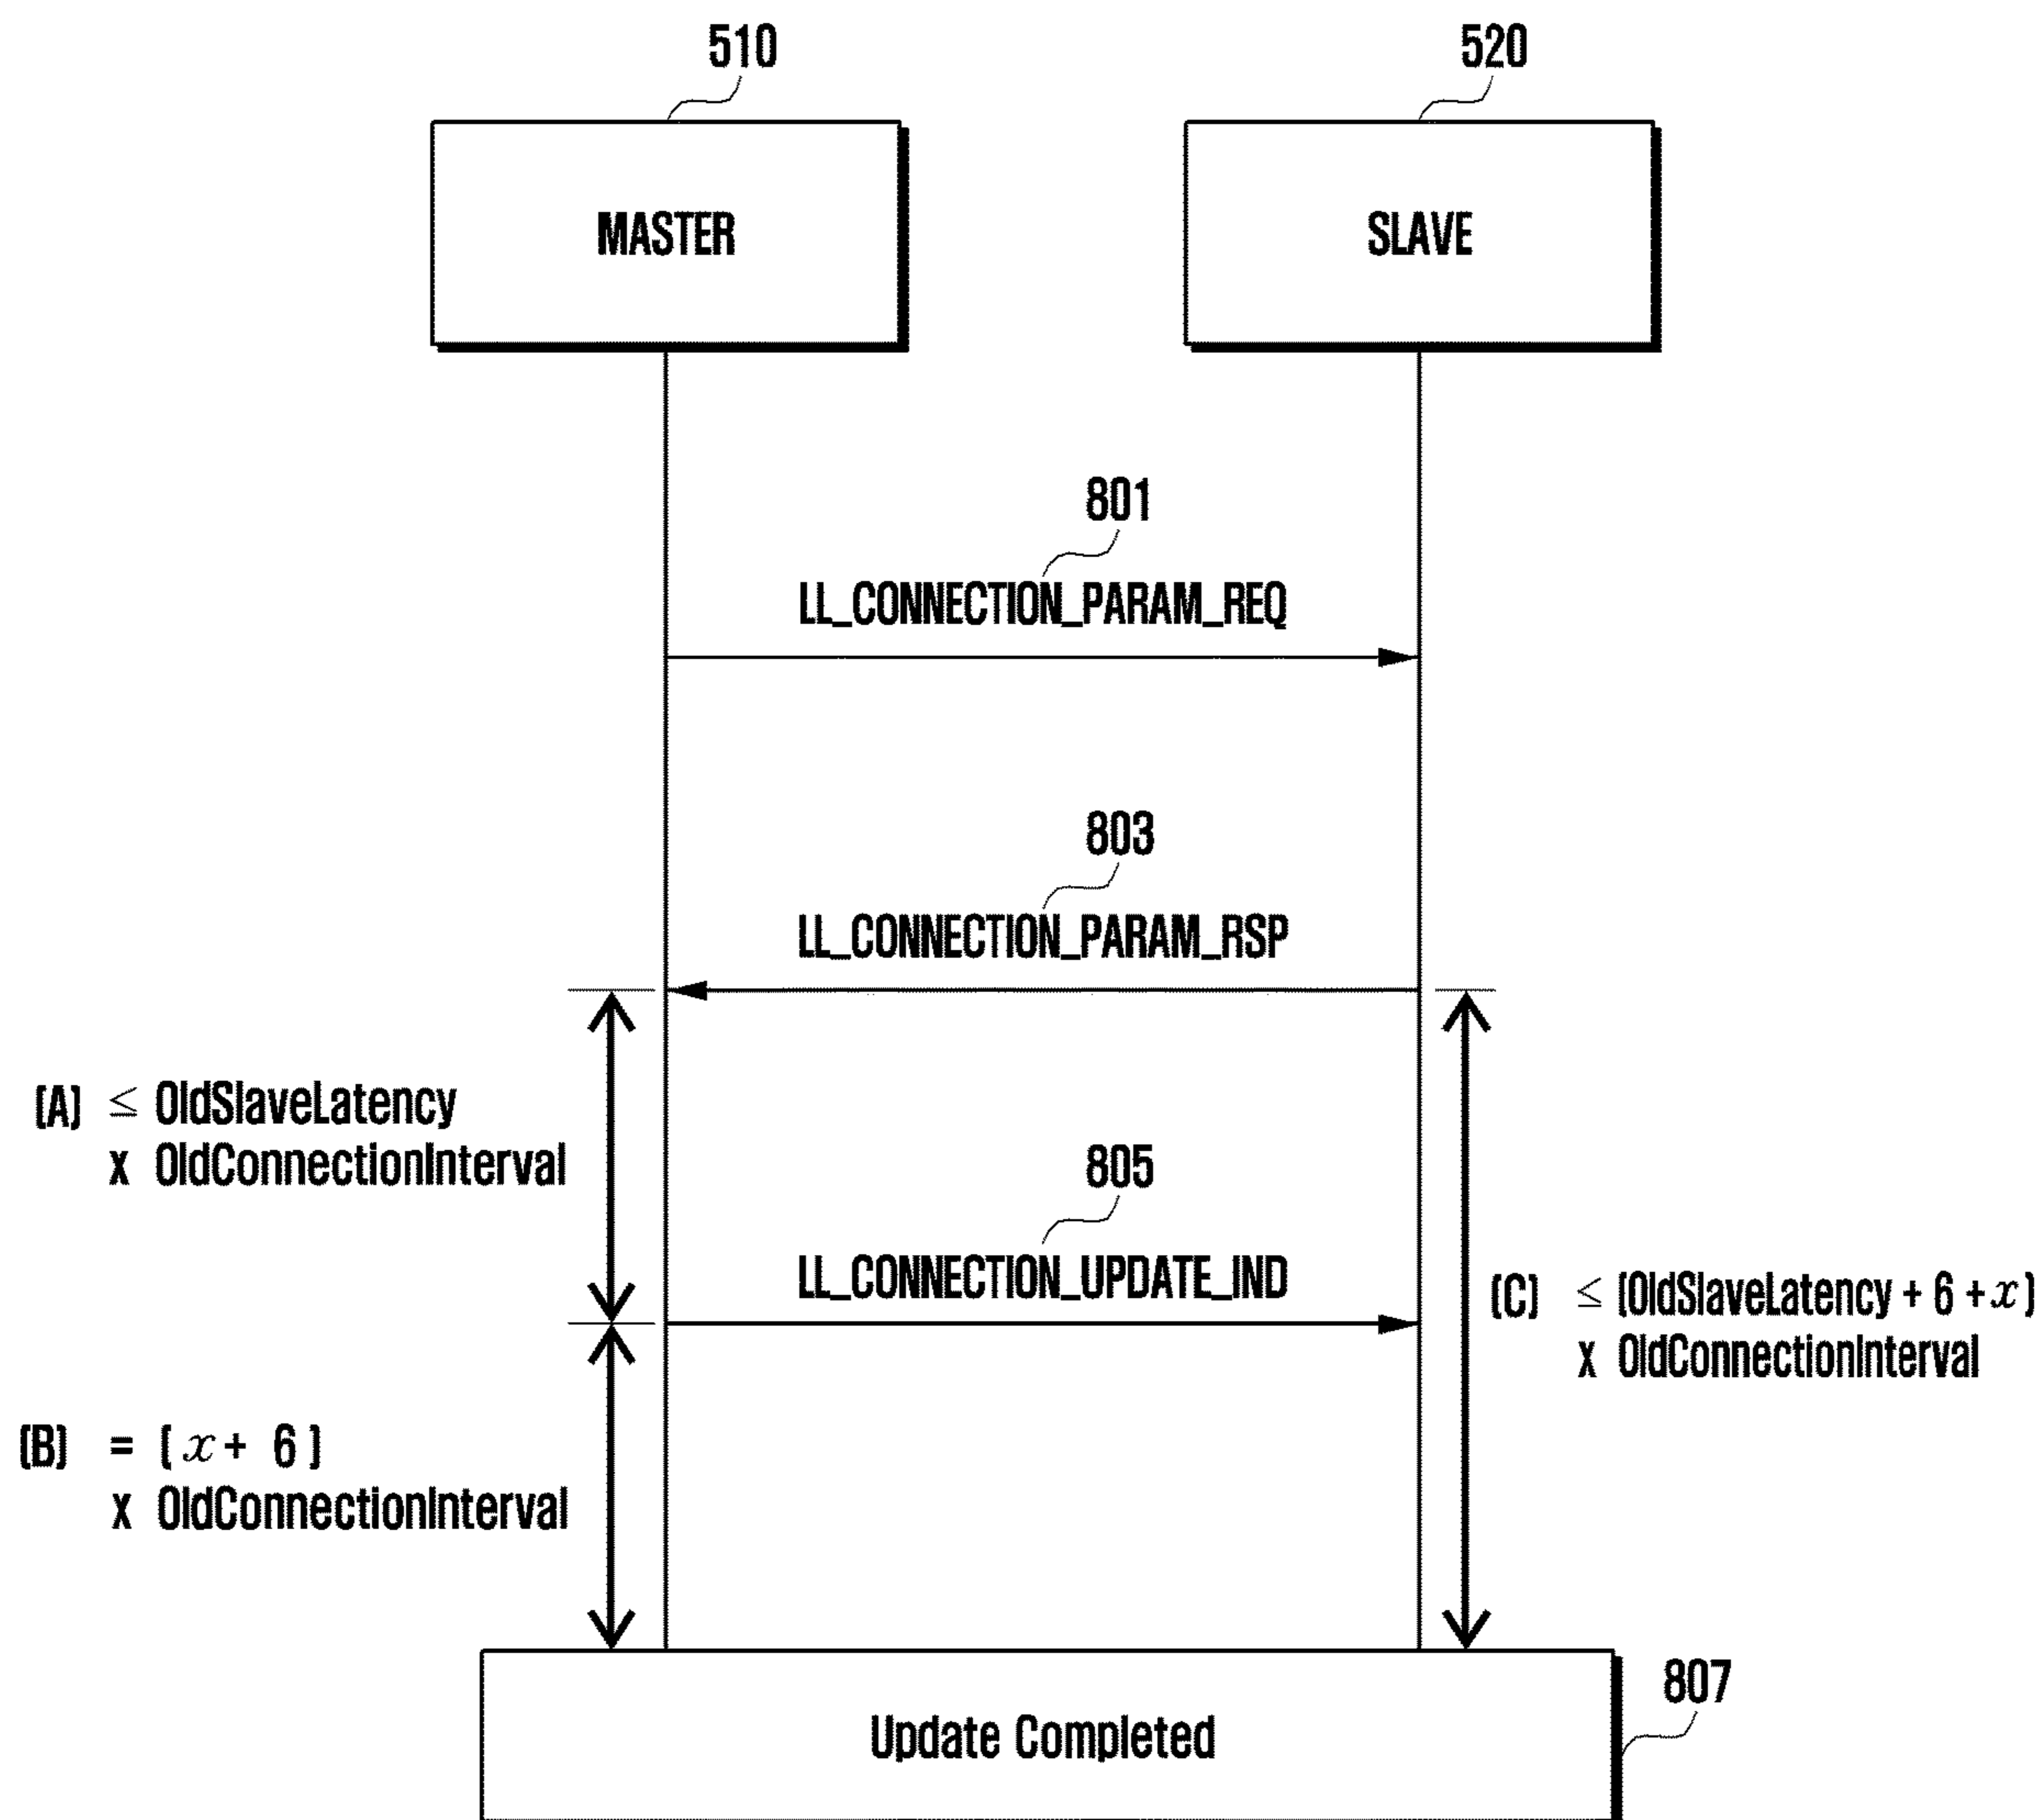 510
520
MASTER
SLAVE
801
LL_CONNECTION_PARAM_REQ
803
LL_CONNECTION_PARAM_RSP
(A) ≤ OldSlaveLatency
x OldConnectionInterval
805
LL_CONNECTION_UPDATE_IND
(C) ≤ (OldSlaveLatency + 6 + x)
x OldConnectionInterval
(B) = ( x + 6 )
x OldConnectionInterval
807
Update Completed